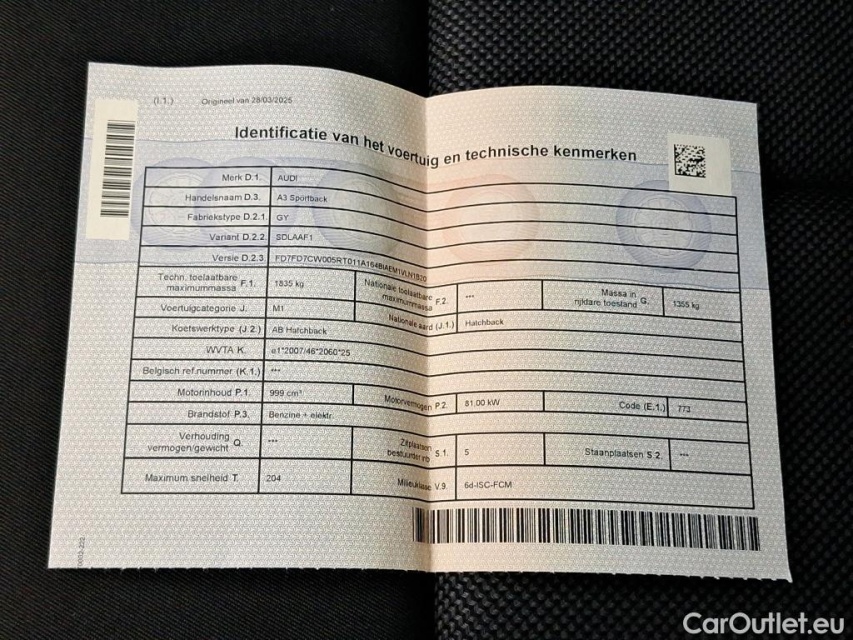 (I.1.) Origineel van 28/03/2025
Identificatie van het voertuig en technische kenmerken
Merk D.1. AUDI
Handelsnaam D.3. A3 Sportback
Fabriekstype D.2.1. GY
Variant D.2.2. SDLAAF1
Versie D.2.3. FD7FD7CW005RT011A164BIAEM1VLN1820
Techn. toelaatbare maximummassa F.1. 1835 kg Nationale toelaatbare maximummassa F.2. *** Massa in rijklare toestand G. 1355 kg
Voertuigcategorie J. M1 Nationale aard (J.1.) Hatchback
Koetswerktype (J.2.) AB Hatchback
WVTA K. e1*2007/46*2060*25
Belgisch ref.nummer (K.1.) ***
Motorinhoud P.1. 999 cm³ Motorvermogen P.2. 81.00 kW Code (E.1.) 773
Brandstof P.3. Benzine + elektr.
Verhouding vermogen/gewicht Q. *** Zitplaatsen bestuurder inb S.1. 5 Staanplaatsen S.2. ***
Maximum snelheid T. 204 Milieuklasse V.9. 6d-ISC-FCM
CarOutlet.eu